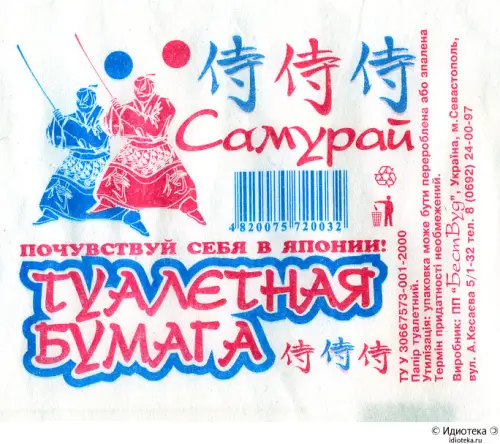 侍 侍 侍
Самурай
4 820075 720032
ПОЧУВСТВУЙ СЕБЯ В ЯПОНИИ!
ТУАЛЕТНАЯ
БУМАГА
侍 侍 侍
ТУ У 30667573-001-2000
Папір туалетний.
Утилізація: упаковка може бути перероблена або спалена
Термін придатності необмежений.
Виробник: ПП "БестВуд", Україна, м.Севастополь,
вул. А.Кесаєва 5/1-32 тел. 8 (0692) 24-00-97
© Идиотека
idioteka.ru